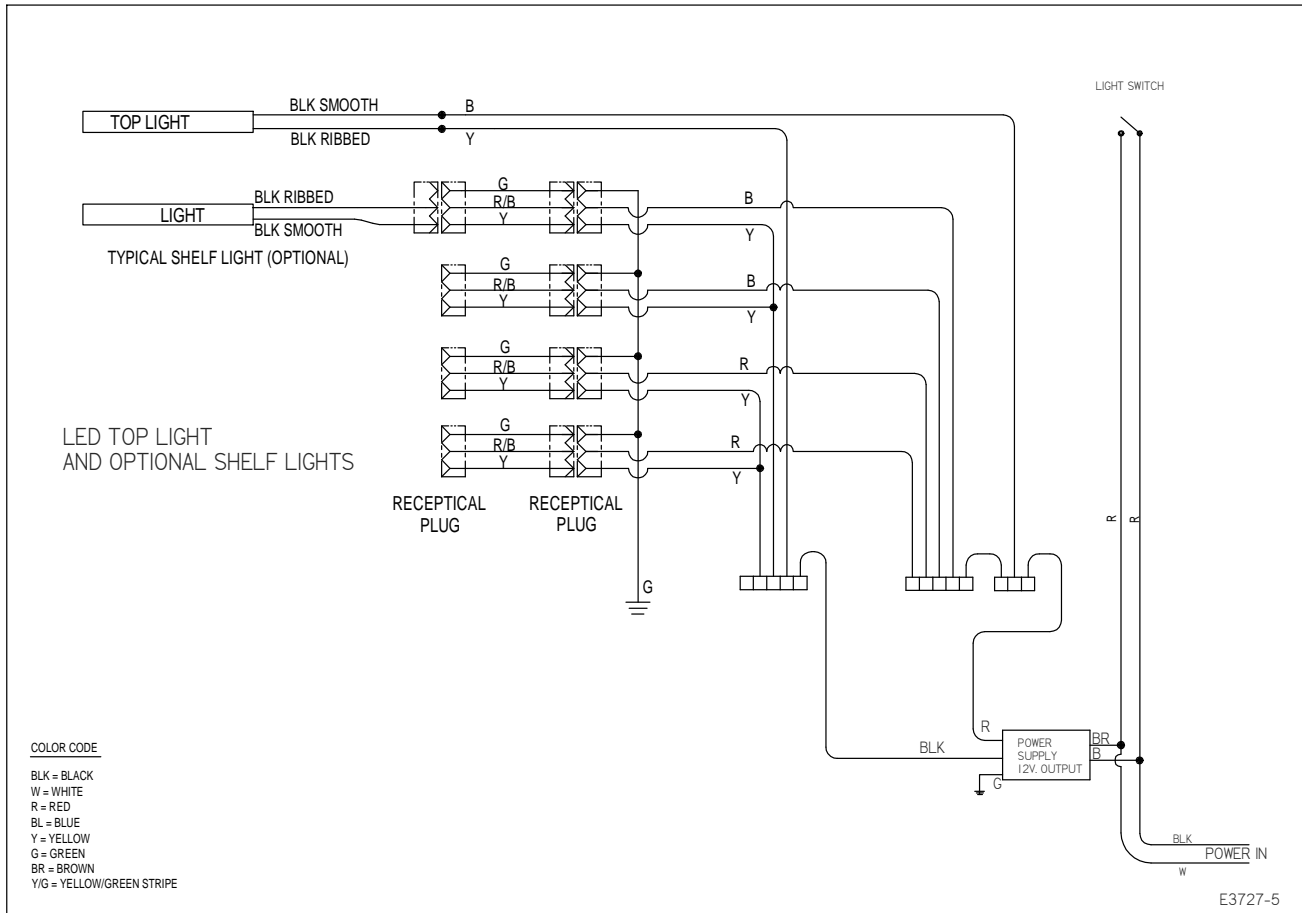 LIGHT SWITCH
TOP LIGHT
BLK SMOOTH
B
BLK RIBBED
Y
LIGHT
BLK RIBBED
BLK SMOOTH
TYPICAL SHELF LIGHT (OPTIONAL)
G
R/B
Y
B
Y
G
R/B
Y
B
Y
G
R/B
Y
R
Y
G
R/B
Y
R
Y
LED TOP LIGHT
AND OPTIONAL SHELF LIGHTS
RECEPTICAL
PLUG
RECEPTICAL
PLUG
R
R
G
R
BLK
G
POWER
SUPPLY
12V. OUTPUT
BR
B
BLK
POWER IN
W
COLOR CODE
BLK = BLACK
W = WHITE
R = RED
BL = BLUE
Y = YELLOW
G = GREEN
BR = BROWN
Y/G = YELLOW/GREEN STRIPE
E3727-5